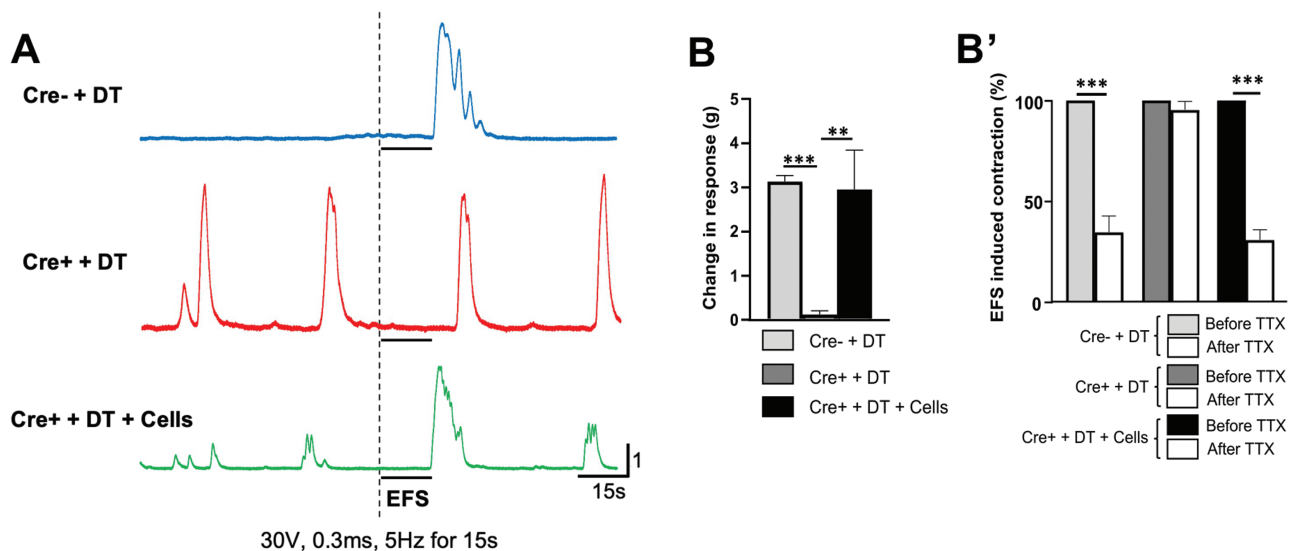 A
Cre- + DT
Cre+ + DT
Cre+ + DT + Cells
EFS
1
15s
30V, 0.3ms, 5Hz for 15s
B
Change in response (g)
5
4
3
2
1
0
***
**
Cre- + DT
Cre+ + DT
Cre+ + DT + Cells
B’
EFS induced contraction (%)
100
50
0
***
***
Cre- + DT
Before TTX
After TTX
Cre+ + DT
Before TTX
After TTX
Cre+ + DT + Cells
Before TTX
After TTX